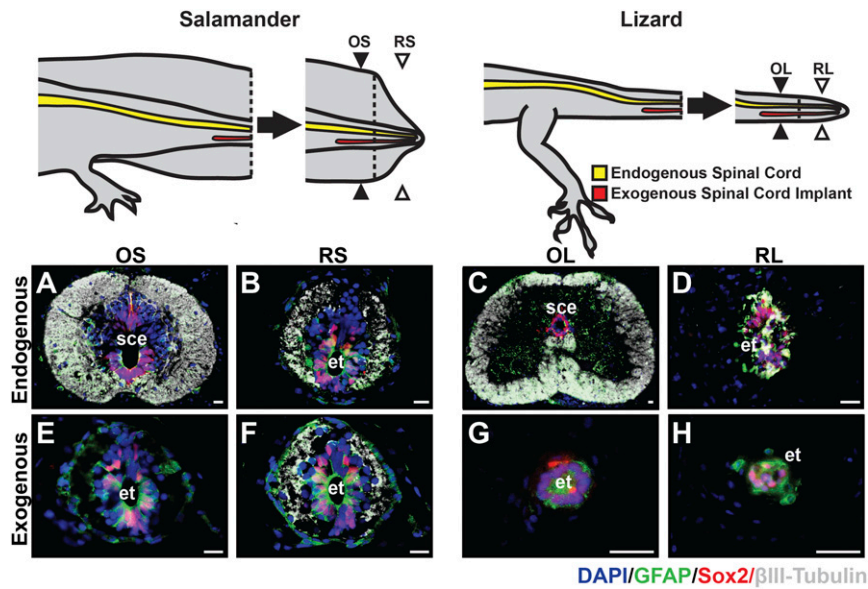 Salamander
Lizard
OS
RS
OL
RL
Endogenous Spinal Cord
Exogenous Spinal Cord Implant
OS
RS
OL
RL
Endogenous
A
sce
B
et
C
sce
D
et
Exogenous
E
et
F
et
G
et
H
et
DAPI/GFAP/Sox2/βIII-Tubulin